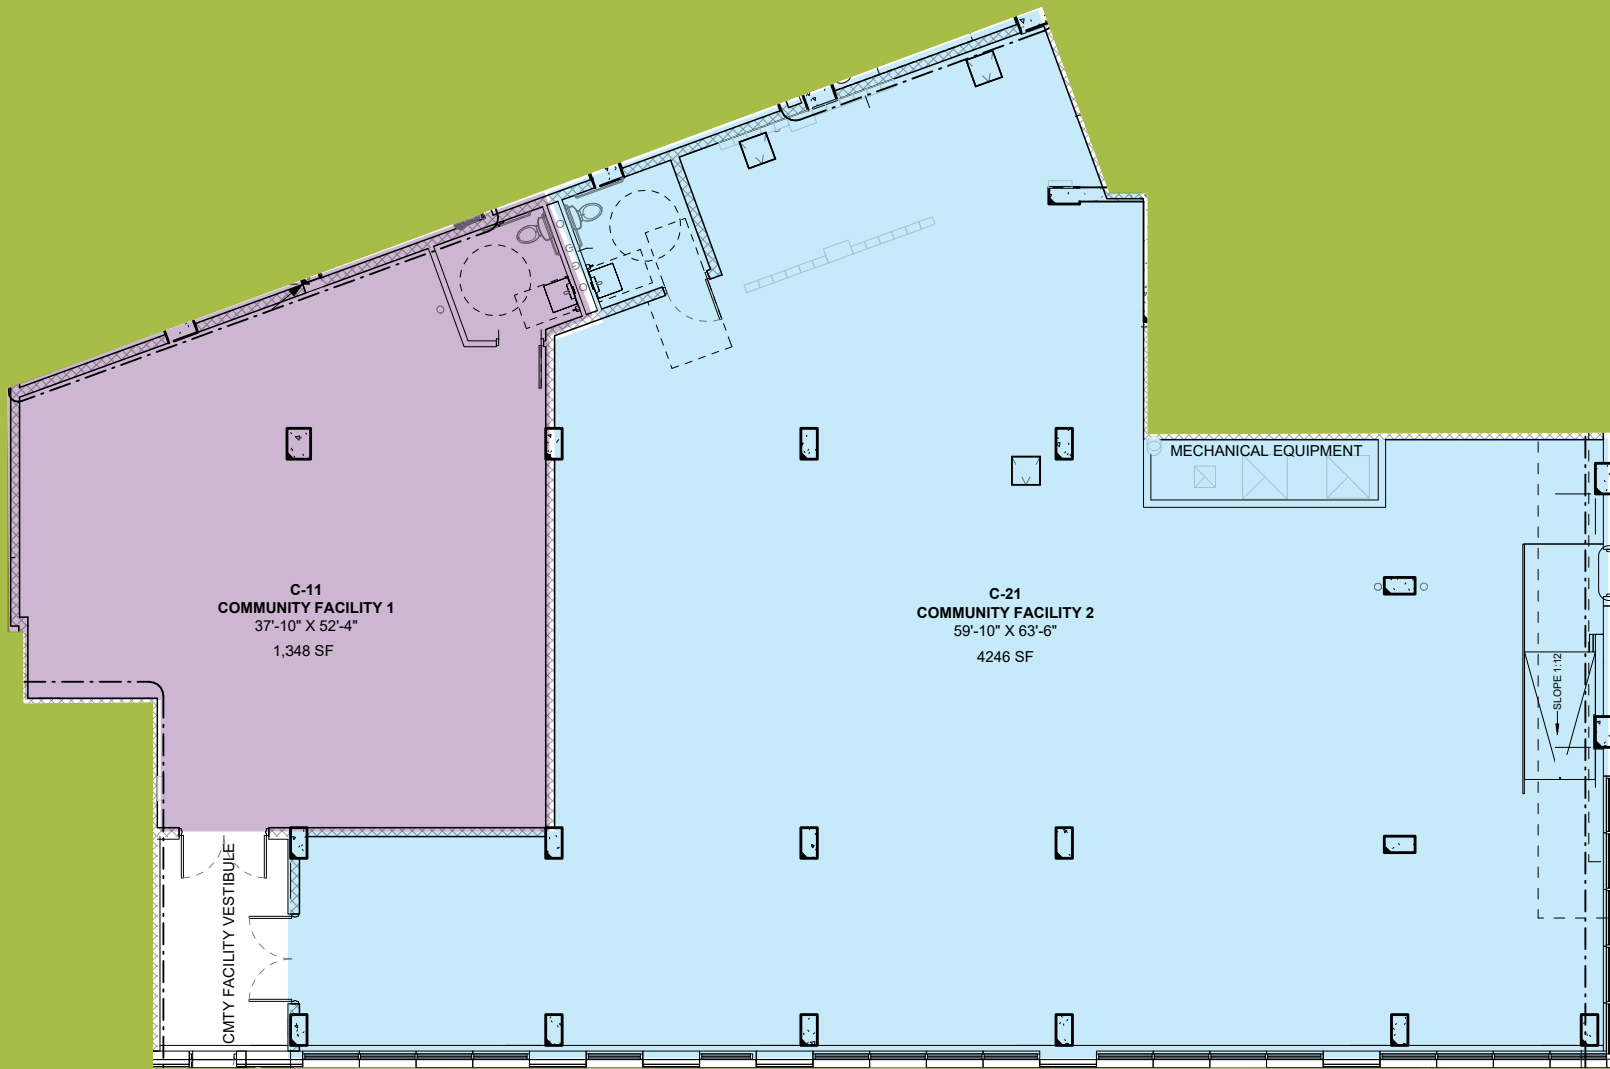 MECHANICAL EQUIPMENT
C-11
COMMUNITY FACILITY 1
37'-10" X 52'-4"
1,348 SF
C-21
COMMUNITY FACILITY 2
59'-10" X 63'-6"
4246 SF
SLOPE 1:12
CMTY FACILITY VESTIBULE